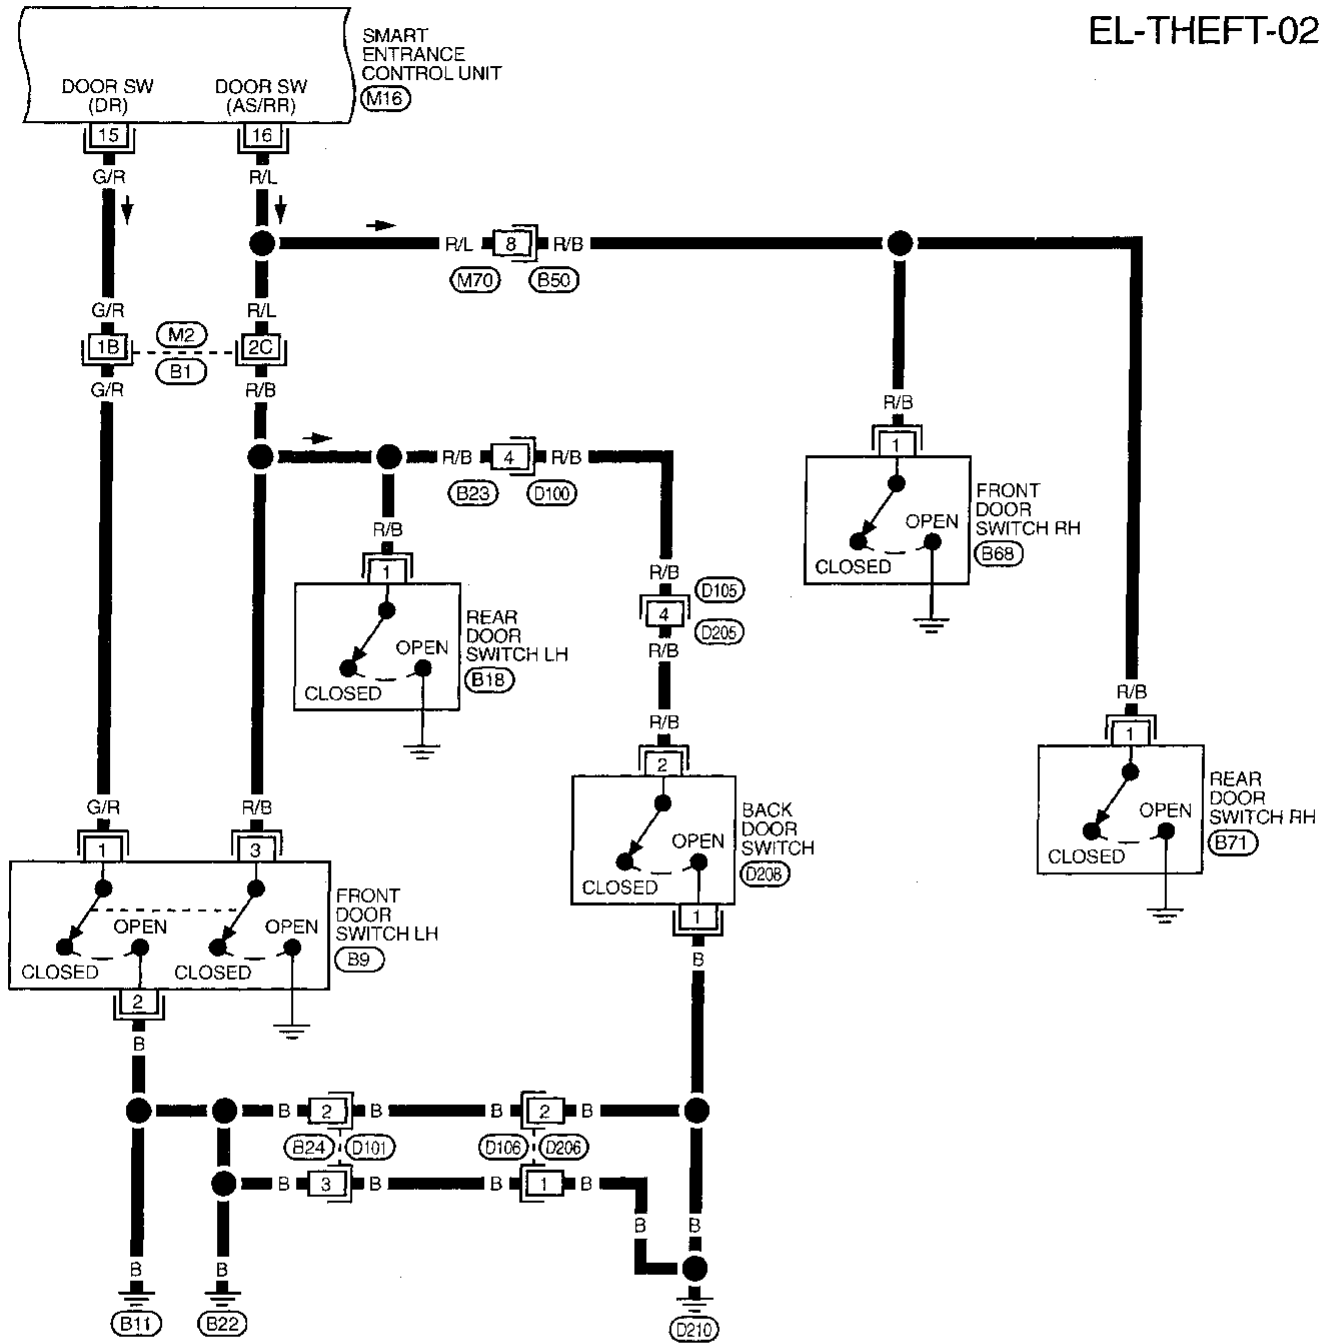 EL-THEFT-02
SMART
ENTRANCE
CONTROL UNIT
M16
DOOR SW
(DR)
DOOR SW
(AS/RR)
15
16
G/R
R/L
R/L
8
R/B
M70
B50
G/R
R/L
1B
M2
B1
2C
G/R
R/B
R/B
4
R/B
B23
D100
R/B
1
FRONT
DOOR
SWITCH RH
B68
OPEN
CLOSED
R/B
1
REAR
DOOR
SWITCH LH
B18
OPEN
CLOSED
R/B
D105
4
D205
R/B
R/B
2
BACK
DOOR
SWITCH
D208
OPEN
CLOSED
1
B
R/B
1
REAR
DOOR
SWITCH RH
B71
OPEN
CLOSED
G/R
R/B
1
3
FRONT
DOOR
SWITCH LH
B9
OPEN
OPEN
CLOSED
CLOSED
2
B
B
2
B
B
2
B
B24
D101
D106
D206
B
3
B
B
1
B
B
B
B
B
B11
B22
D210